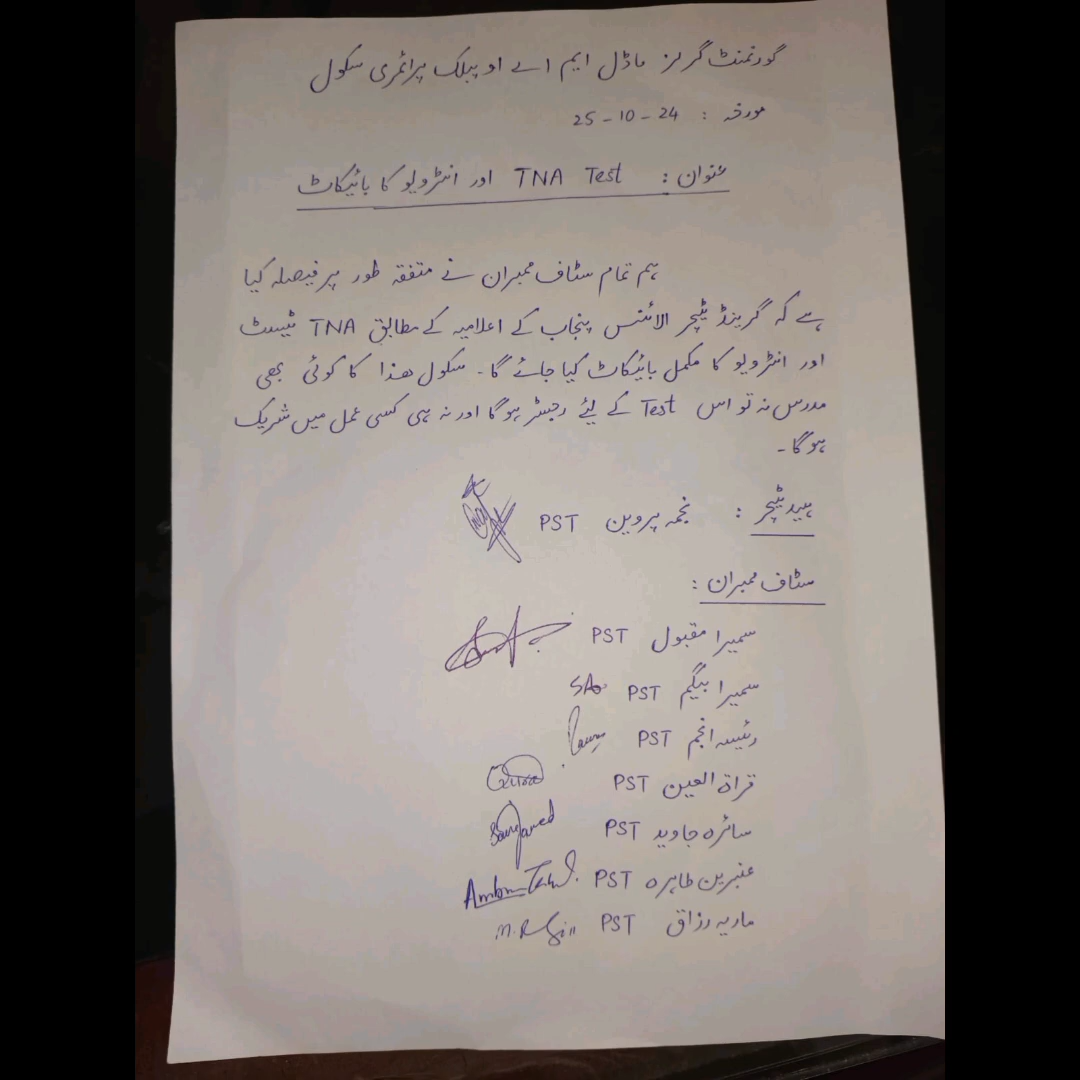 گورنمنٹ گرلز ماڈل ایم اے او پبلک پرائمری سکول
مورخہ : 24 - 10 - 25
عنوان : TNA Test اور انٹرویو کا بائیکاٹ
ہم تمام سٹاف ممبران نے متفقہ طور پر فیصلہ کیا
ہے کہ گرینڈ ٹیچر الائنس پنجاب کے اعلامیہ کے مطابق TNA ٹیسٹ
اور انٹرویو کا مکمل بائیکاٹ کیا جائے گا۔ سکول ھذا کا کوئی بھی
مدرس نہ تو اس Test کے لیئے رجسٹر ہوگا اور نہ ہی کسی عمل میں شریک
ہوگا۔
ہیڈ ٹیچر : نجمہ پروین PST
سٹاف ممبران :
سمیرا مقبول PST
سمیرا بیگم PST
رئیسہ انجم PST
قراۃ العین PST
سائرہ جاوید PST
عنبرین طاہرہ PST
ماریہ رزاق PST